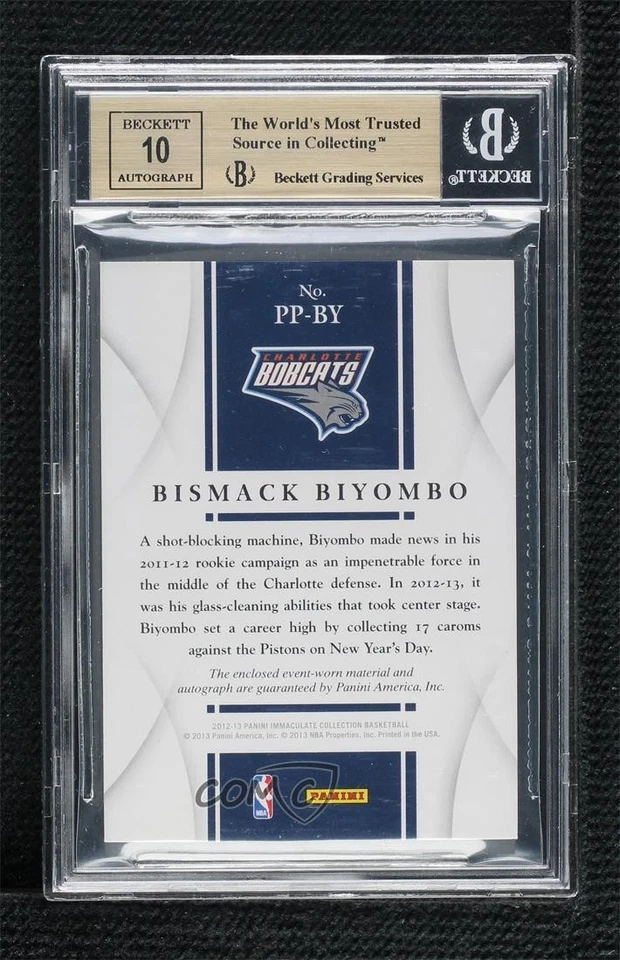 BECKETT
10
AUTOGRAPH
The World's Most Trusted
Source in Collecting™
B Beckett Grading Services
B
BECKETT®
No.
PP-BY
CHARLOTTE
BOBCATS
BISMACK BIYOMBO
A shot-blocking machine, Biyombo made news in his
2011-12 rookie campaign as an impenetrable force in
the middle of the Charlotte defense. In 2012-13, it
was his glass-cleaning abilities that took center stage.
Biyombo set a career high by collecting 17 caroms
against the Pistons on New Year's Day.
The enclosed event-worn material and
autograph are guaranteed by Panini America, Inc.
2012-13 PANINI IMMACULATE COLLECTION BASKETBALL
© 2013 Panini America, Inc. © 2013 NBA Properties, Inc. Printed in the USA.
COMC
NBA
PANINI